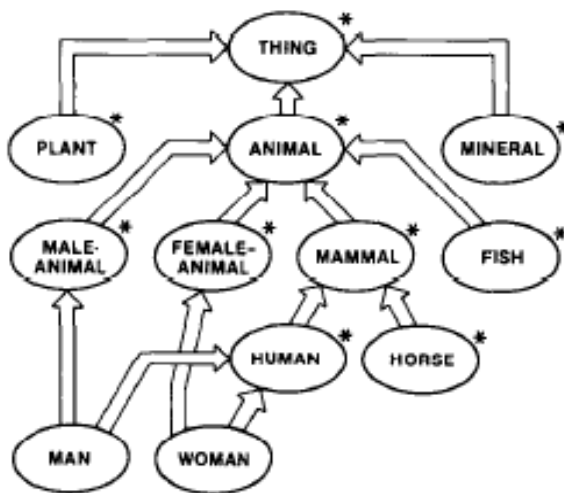 *
THING
*
*
*
PLANT
ANIMAL
MINERAL
*
*
*
*
MALE-
ANIMAL
FEMALE-
ANIMAL
MAMMAL
FISH
*
*
HUMAN
HORSE
MAN
WOMAN